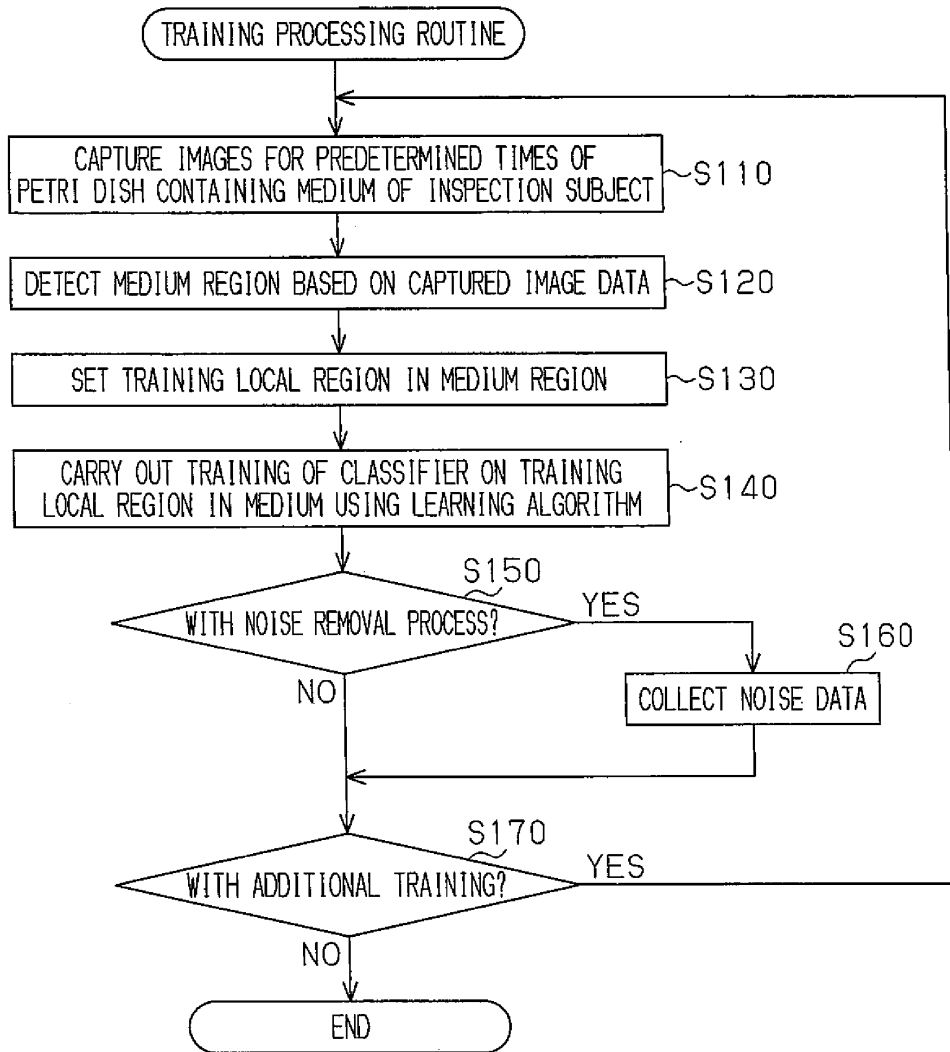 TRAINING PROCESSING ROUTINE
CAPTURE IMAGES FOR PREDETERMINED TIMES OF
PETRI DISH CONTAINING MEDIUM OF INSPECTION SUBJECT
S110
DETECT MEDIUM REGION BASED ON CAPTURED IMAGE DATA
S120
SET TRAINING LOCAL REGION IN MEDIUM REGION
S130
CARRY OUT TRAINING OF CLASSIFIER ON TRAINING
LOCAL REGION IN MEDIUM USING LEARNING ALGORITHM
S140
S150
WITH NOISE REMOVAL PROCESS?
YES
NO
S160
COLLECT NOISE DATA
S170
WITH ADDITIONAL TRAINING?
YES
NO
END